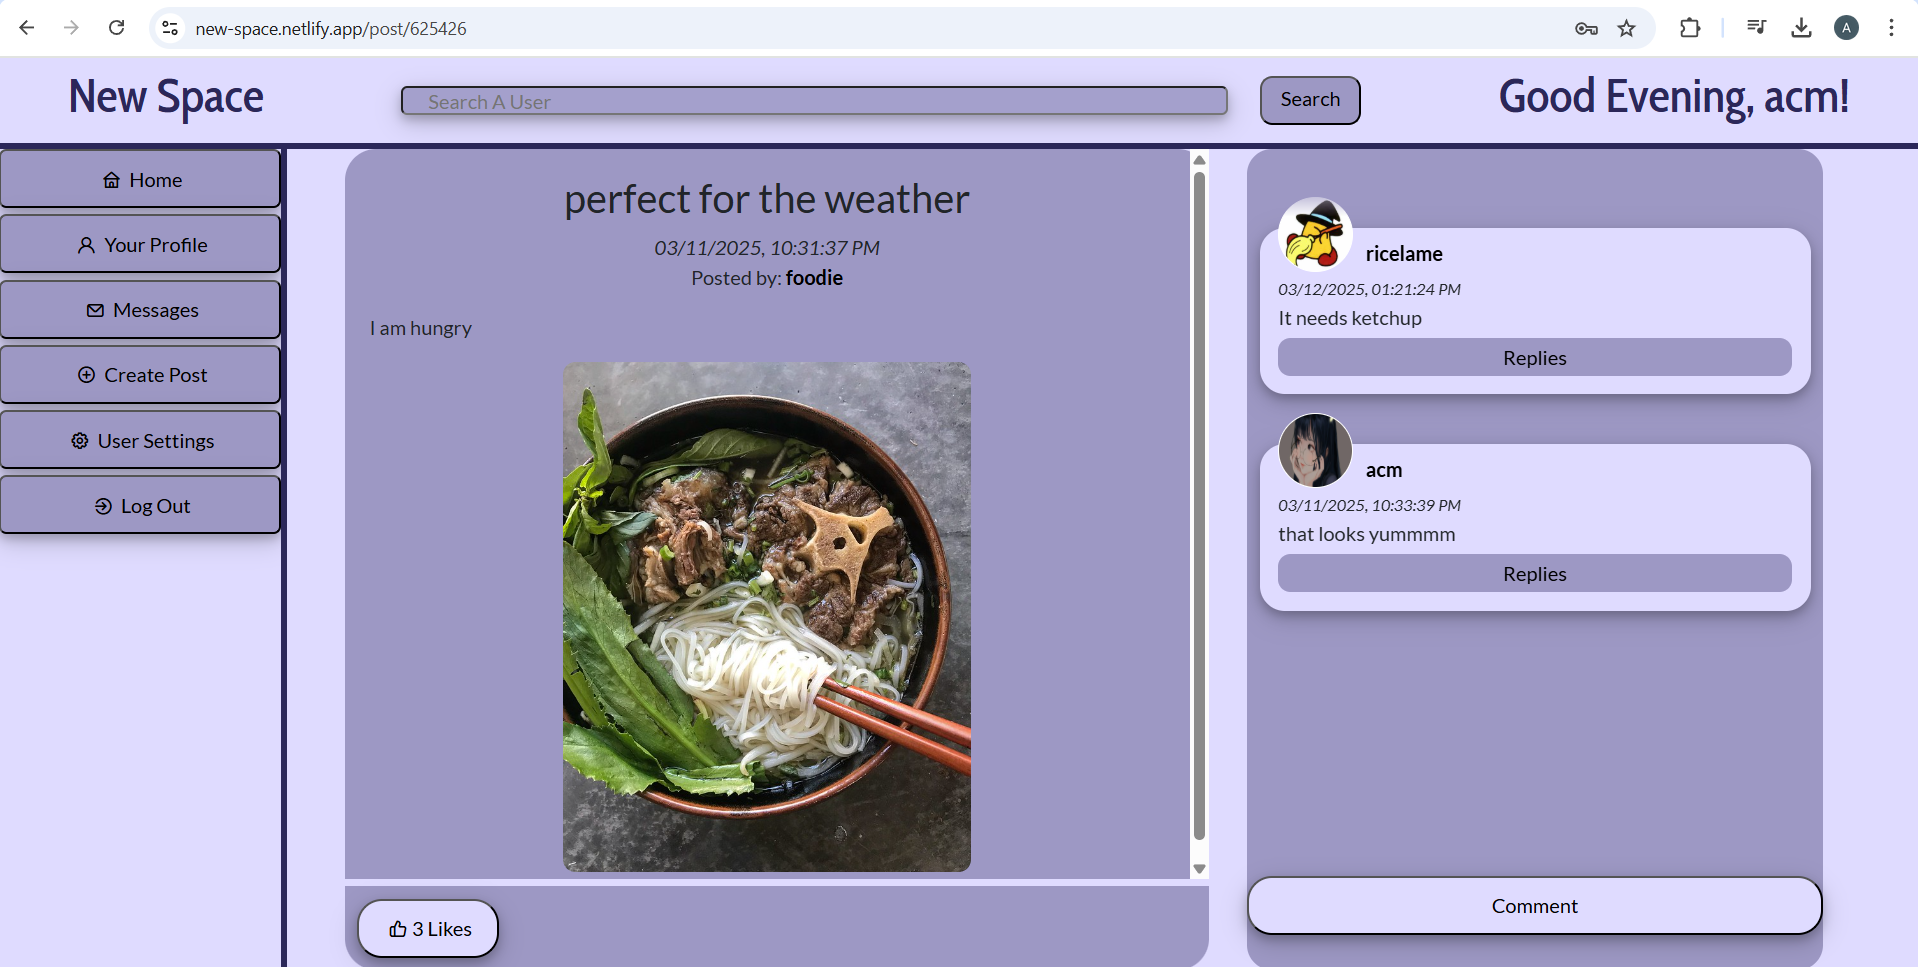 new-space.netlify.app/post/625426
A
New Space
Search A User
Search
Good Evening, acm!
Home
Your Profile
Messages
Create Post
User Settings
Log Out
perfect for the weather
03/11/2025, 10:31:37 PM
Posted by: foodie
I am hungry
3 Likes
ricelame
03/12/2025, 01:21:24 PM
It needs ketchup
Replies
acm
03/11/2025, 10:33:39 PM
that looks yummmm
Replies
Comment